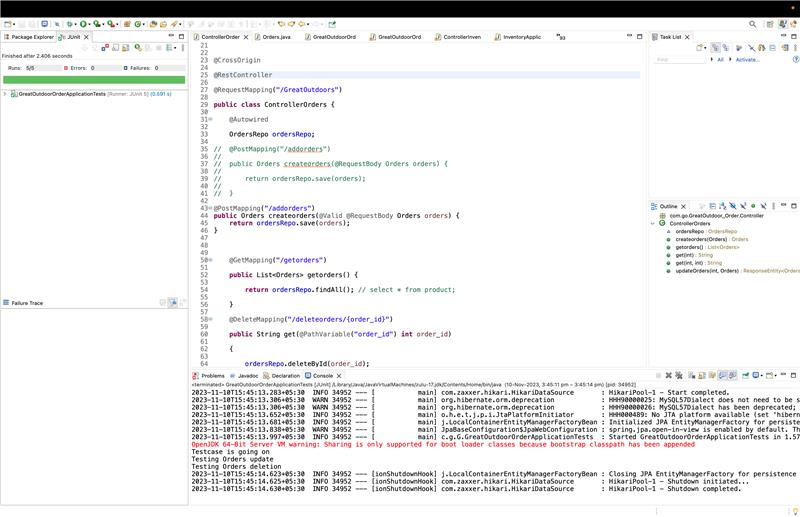 Package Explorer
JUnit
Finished after 2.406 seconds
Runs: 5/5
Errors: 0
Failures: 0
GreatOutdoorOrderApplicationTests [Runner: JUnit 5] (0.691 s)
Failure Trace
ControllerOrder
Orders.java
GreatOutdoorOrd
GreatOutdoorOrd
ControllerInven
InventoryApplic
»93
21
22
23 @CrossOrigin
24
25 @RestController
26
27 @RequestMapping("/GreatOutdoors")
28
29 public class ControllerOrders {
30
31 @Autowired
32
33 OrdersRepo ordersRepo;
34
35 // @PostMapping("/addorders")
36 //
37 // public Orders createorders(@RequestBody Orders orders) {
38 //
39 // return ordersRepo.save(orders);
40 //
41 // }
42
43 @PostMapping("/addorders")
44 public Orders createorders(@Valid @RequestBody Orders orders) {
45 return ordersRepo.save(orders);
46 }
47
48
49
50 @GetMapping("/getorders")
51
52 public List<Orders> getorders() {
53
54 return ordersRepo.findAll(); // select * from product;
55
56 }
57
58 @DeleteMapping("/deleteorders/{order_id}")
59
60 public String get(@PathVariable("order_id") int order_id)
61
62 {
63
64 ordersRepo.deleteById(order_id);
Task List
Find
All
Activate...
Outline
com.go.GreatOutdoor_Order.Controller
ControllerOrders
ordersRepo : OrdersRepo
createorders(Orders) : Orders
getorders() : List<Orders>
get(int) : String
get(int, int) : String
updateOrders(int, Orders) : ResponseEntity<Orders
Problems
Javadoc
Declaration
Console
<terminated> GreatOutdoorOrderApplicationTests [JUnit] /Library/Java/JavaVirtualMachines/zulu-17.jdk/Contents/Home/bin/java (10-Nov-2023, 3:45:11 pm – 3:45:14 pm) [pid: 34952]
2023-11-10T15:45:13.283+05:30 INFO 34952 --- [ main] com.zaxxer.hikari.HikariDataSource : HikariPool-1 - Start completed.
2023-11-10T15:45:13.306+05:30 WARN 34952 --- [ main] org.hibernate.orm.deprecation : HHH90000025: MySQL57Dialect does not need to be s
2023-11-10T15:45:13.306+05:30 WARN 34952 --- [ main] org.hibernate.orm.deprecation : HHH90000026: MySQL57Dialect has been deprecated;
2023-11-10T15:45:13.652+05:30 INFO 34952 --- [ main] o.h.e.t.j.p.i.JtaPlatformInitiator : HHH000489: No JTA platform available (set 'hibern
2023-11-10T15:45:13.681+05:30 INFO 34952 --- [ main] j.LocalContainerEntityManagerFactoryBean : Initialized JPA EntityManagerFactory for persiste
2023-11-10T15:45:13.838+05:30 WARN 34952 --- [ main] JpaBaseConfiguration$JpaWebConfiguration : spring.jpa.open-in-view is enabled by default. Th
2023-11-10T15:45:13.997+05:30 INFO 34952 --- [ main] c.g.G.GreatOutdoorOrderApplicationTests : Started GreatOutdoorOrderApplicationTests in 1.57
OpenJDK 64-Bit Server VM warning: Sharing is only supported for boot loader classes because bootstrap classpath has been appended
Testcase is going on
Testing Orders update
Testing Orders deletion
2023-11-10T15:45:14.623+05:30 INFO 34952 --- [ionShutdownHook] j.LocalContainerEntityManagerFactoryBean : Closing JPA EntityManagerFactory for persistence
2023-11-10T15:45:14.625+05:30 INFO 34952 --- [ionShutdownHook] com.zaxxer.hikari.HikariDataSource : HikariPool-1 - Shutdown initiated...
2023-11-10T15:45:14.630+05:30 INFO 34952 --- [ionShutdownHook] com.zaxxer.hikari.HikariDataSource : HikariPool-1 - Shutdown completed.